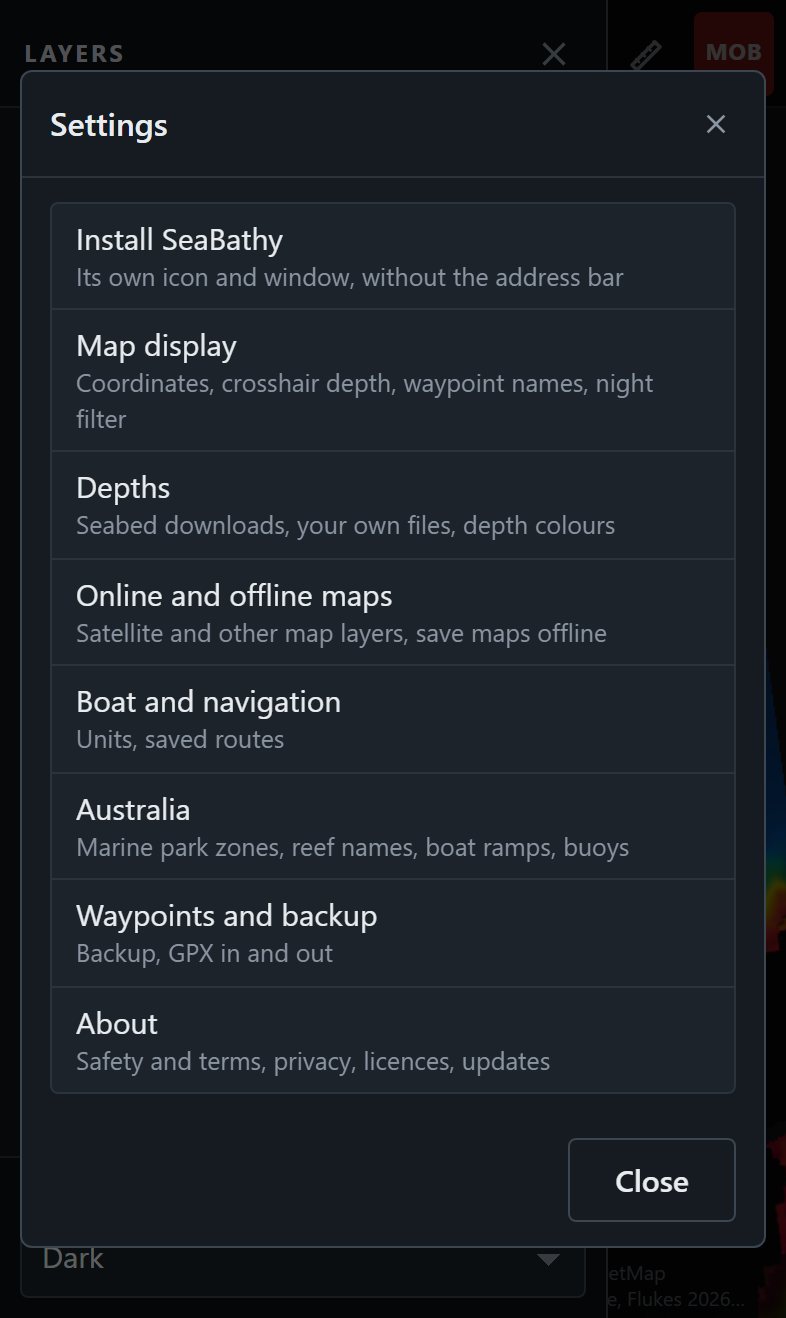 LAYERS
MOB
Settings
Install SeaBathy
Its own icon and window, without the address bar
Map display
Coordinates, crosshair depth, waypoint names, night
filter
Depths
Seabed downloads, your own files, depth colours
Online and offline maps
Satellite and other map layers, save maps offline
Boat and navigation
Units, saved routes
Australia
Marine park zones, reef names, boat ramps, buoys
Waypoints and backup
Backup, GPX in and out
About
Safety and terms, privacy, licences, updates
Close
Dark
etMap
e, Flukes 2026...